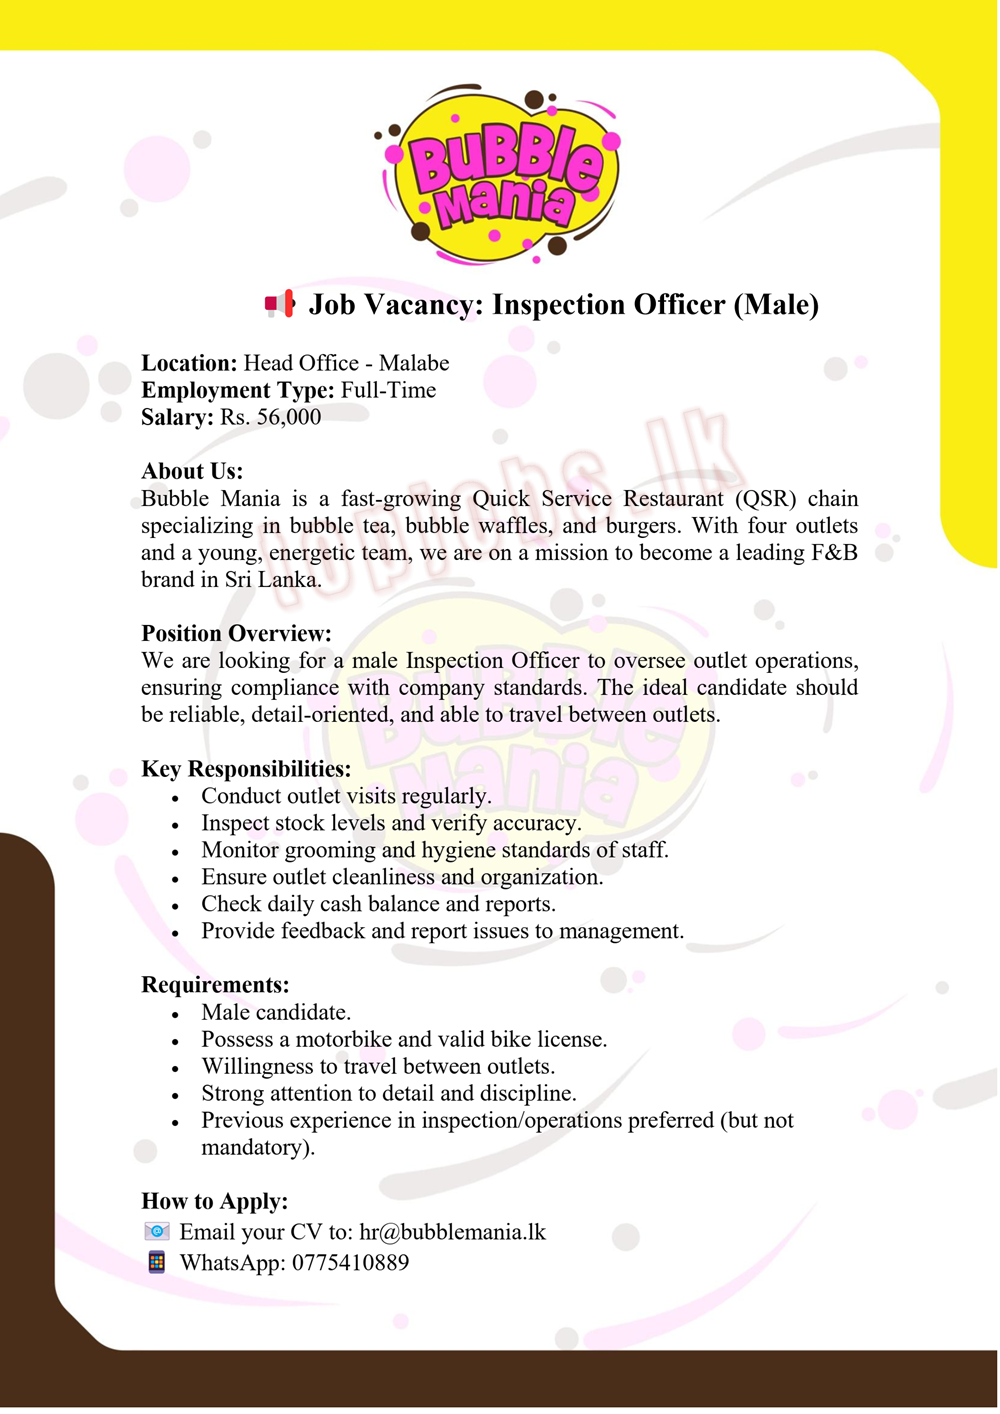 BuBBle
Mania
Job Vacancy: Inspection Officer (Male)
Location: Head Office - Malabe
Employment Type: Full-Time
Salary: Rs. 56,000
About Us:
Bubble Mania is a fast-growing Quick Service Restaurant (QSR) chain
specializing in bubble tea, bubble waffles, and burgers. With four outlets
and a young, energetic team, we are on a mission to become a leading F&B
brand in Sri Lanka.
topjobs.lk
Position Overview:
We are looking for a male Inspection Officer to oversee outlet operations,
ensuring compliance with company standards. The ideal candidate should
be reliable, detail-oriented, and able to travel between outlets.
BuBBle
Mania
Key Responsibilities:
• Conduct outlet visits regularly.
• Inspect stock levels and verify accuracy.
• Monitor grooming and hygiene standards of staff.
• Ensure outlet cleanliness and organization.
• Check daily cash balance and reports.
• Provide feedback and report issues to management.
Requirements:
• Male candidate.
• Possess a motorbike and valid bike license.
• Willingness to travel between outlets.
• Strong attention to detail and discipline.
• Previous experience in inspection/operations preferred (but not
mandatory).
How to Apply:
Email your CV to: hr@bubblemania.lk
WhatsApp: 0775410889